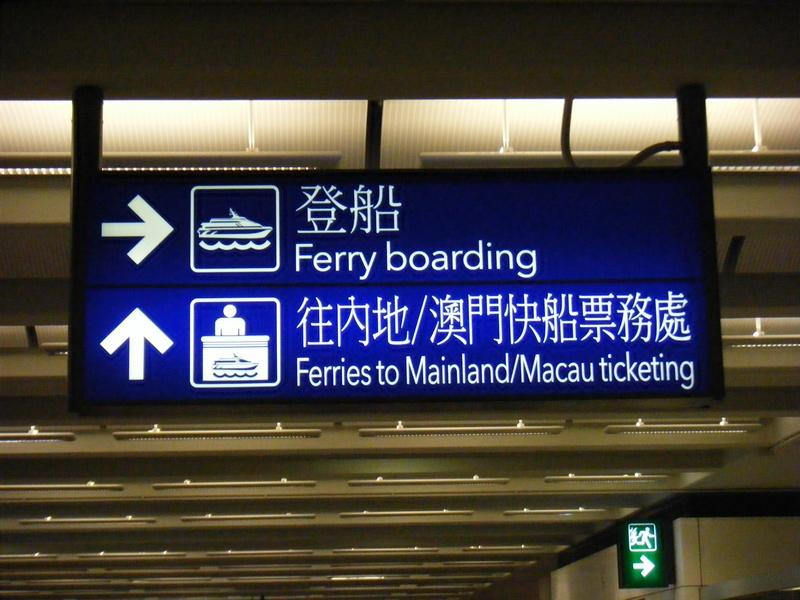 登船
Ferry boarding
往內地/澳門快船票務處
Ferries to Mainland/Macau ticketing